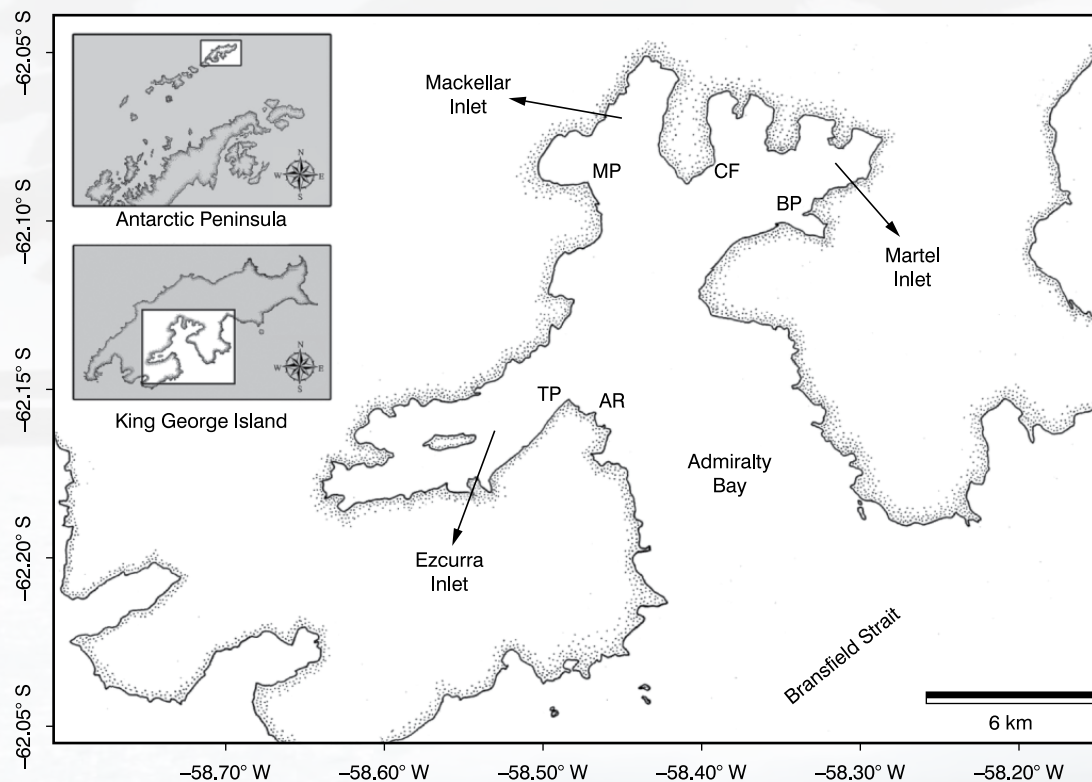 −62.05° S
−62.10° S
−62.15° S
−62.20° S
−62.05° S
N
W
E
S
Antarctic Peninsula
N
W
E
S
King George Island
Mackellar
Inlet
MP
CF
BP
Martel
Inlet
TP
AR
Admiralty
Bay
Ezcurra
Inlet
Bransfield Strait
6 km
−58.70° W
−58.60° W
−58.50° W
−58.40° W
−58.30° W
−58.20° W